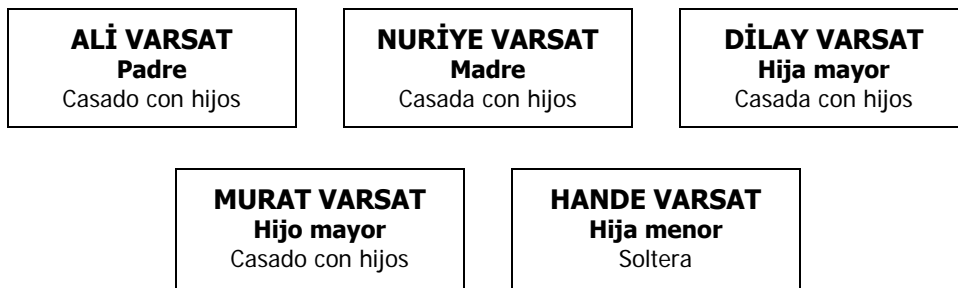 ALİ VARSAT
Padre
Casado con hijos
NURİYE VARSAT
Madre
Casada con hijos
DİLAY VARSAT
Hija mayor
Casada con hijos
MURAT VARSAT
Hijo mayor
Casado con hijos
HANDE VARSAT
Hija menor
Soltera